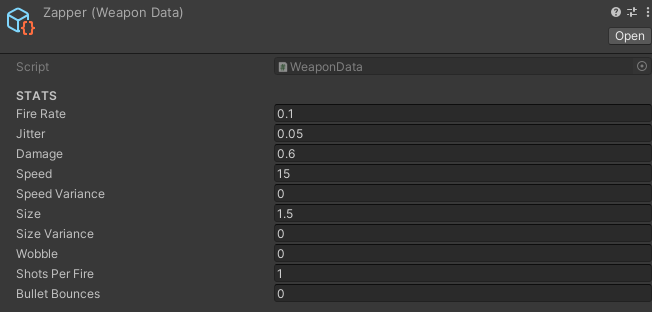 Zapper (Weapon Data)
Open
Script WeaponData
STATS
Fire Rate 0.1
Jitter 0.05
Damage 0.6
Speed 15
Speed Variance 0
Size 1.5
Size Variance 0
Wobble 0
Shots Per Fire 1
Bullet Bounces 0